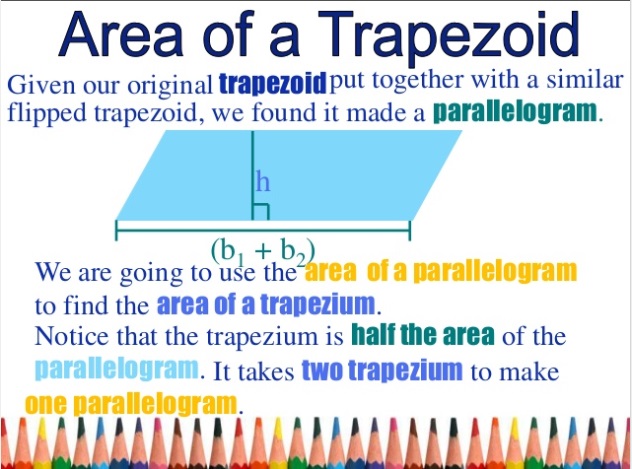 Area of a Trapezoid
Given our original trapezoid put together with a similar
flipped trapezoid, we found it made a parallelogram.
h
(b₁ + b₂)
We are going to use the area of a parallelogram
to find the area of a trapezium.
Notice that the trapezium is half the area of the
parallelogram. It takes two trapezium to make
one parallelogram.